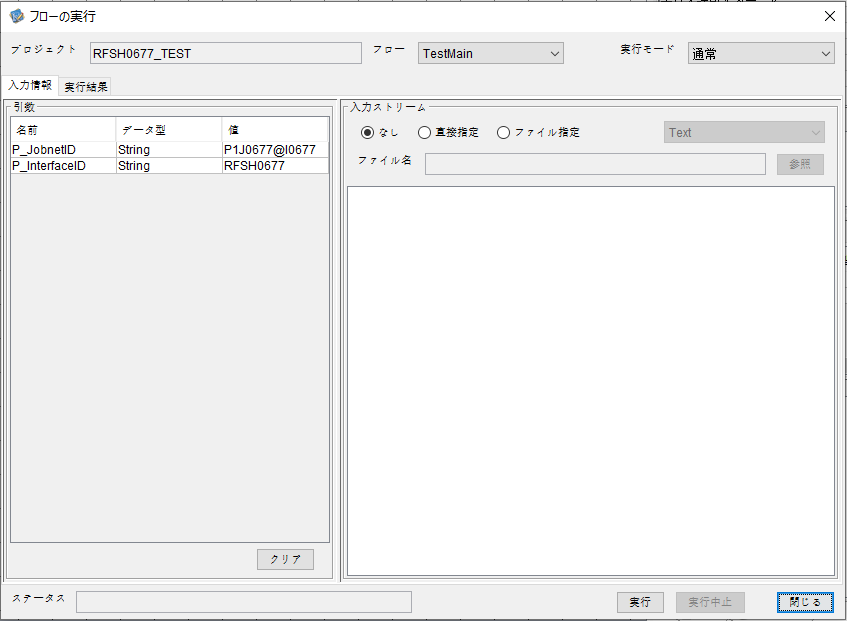 フローの実行
プロジェクト RFSH0677_TEST フロー TestMain 実行モード 通常
入力情報 実行結果
引数
名前 データ型 値
P_JobnetID String P1J0677@I0677
P_InterfaceID String RFSH0677
クリア
入力ストリーム
なし 直接指定 ファイル指定 Text
ファイル名 参照
ステータス 実行 実行中止 閉じる